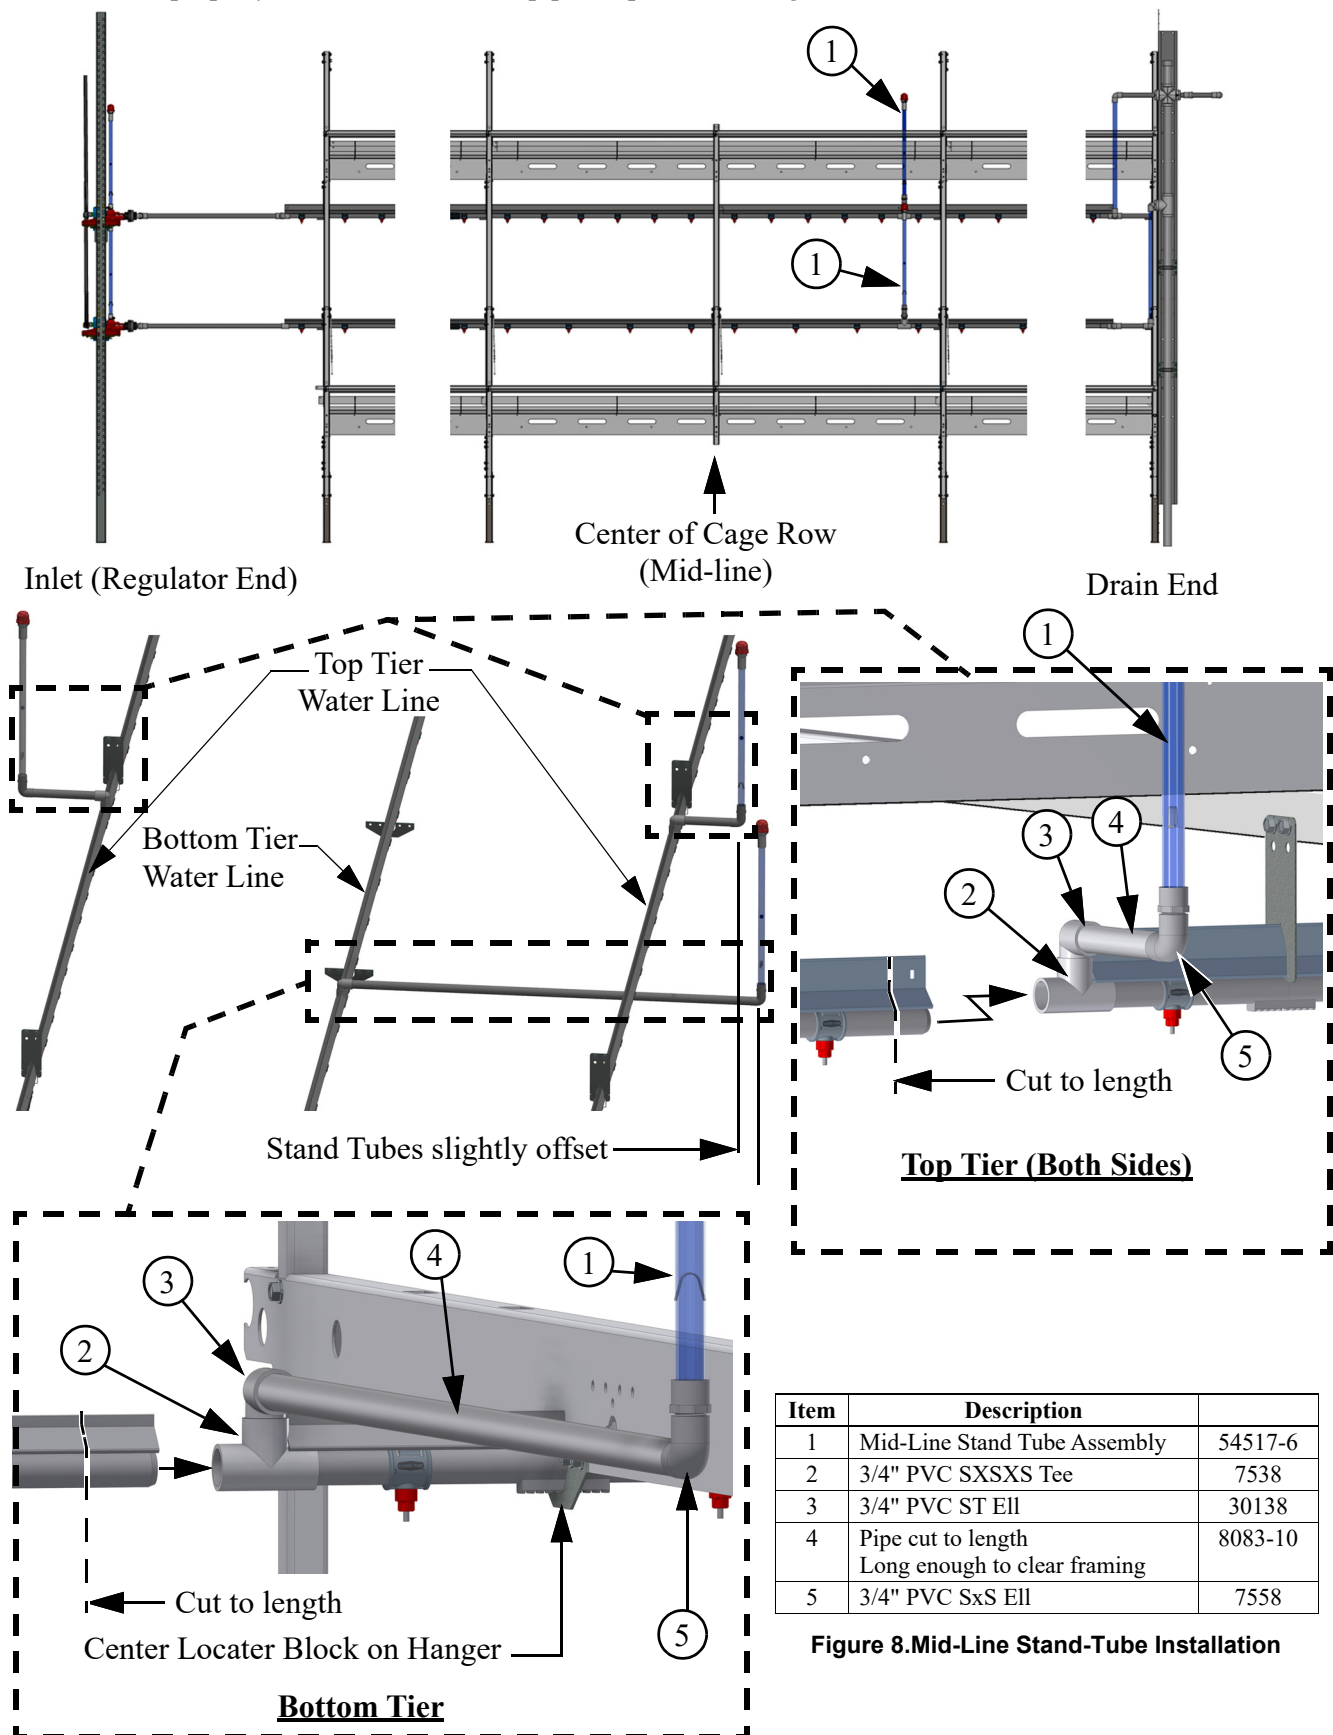 1
1
Center of Cage Row
(Mid-line)
Inlet (Regulator End)
Drain End
Top Tier
Water Line
Bottom Tier
Water Line
Stand Tubes slightly offset
1
3
4
2
5
Cut to length
Top Tier (Both Sides)
3
4
1
2
5
Cut to length
Center Locater Block on Hanger
Bottom Tier
Item Description
1 Mid-Line Stand Tube Assembly 54517-6
2 3/4" PVC SXSXS Tee 7538
3 3/4" PVC ST Ell 30138
4 Pipe cut to length 8083-10
Long enough to clear framing
5 3/4" PVC SxS Ell 7558
Figure 8.Mid-Line Stand-Tube Installation